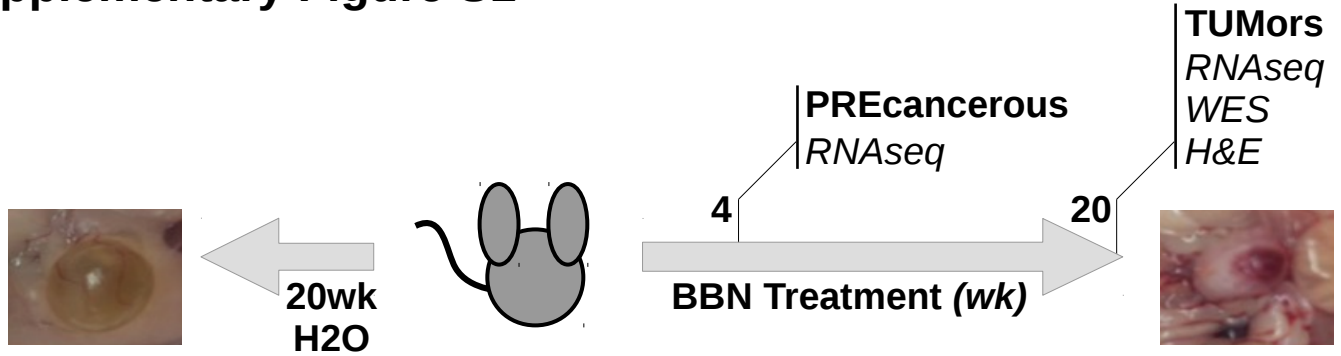 TUMors
RNAseq
WES
H&E
PREcancerous
RNAseq
4
20
20wk
H2O
BBN Treatment (wk)